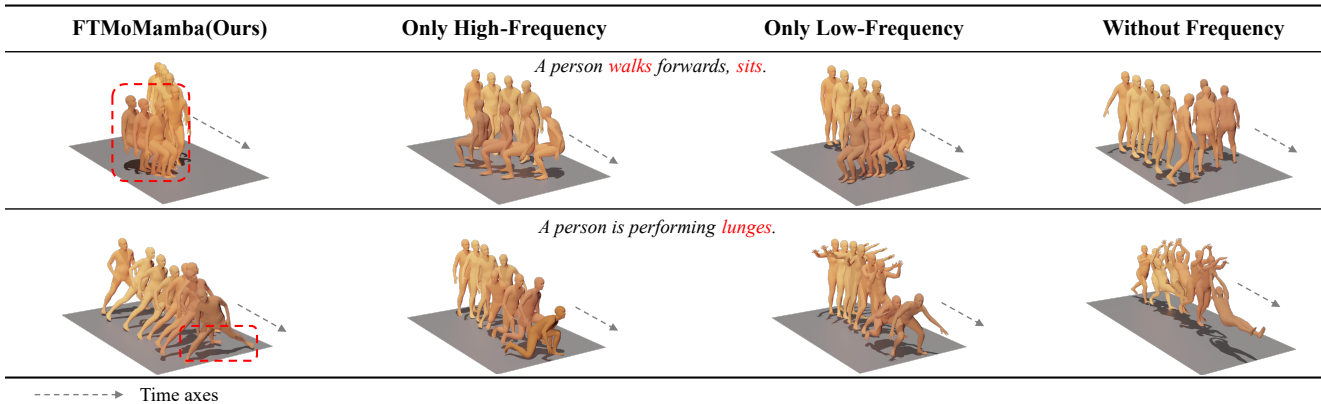 FTMoMamba(Ours) Only High-Frequency Only Low-Frequency Without Frequency
A person walks forwards, sits.
A person is performing lunges.
Time axes